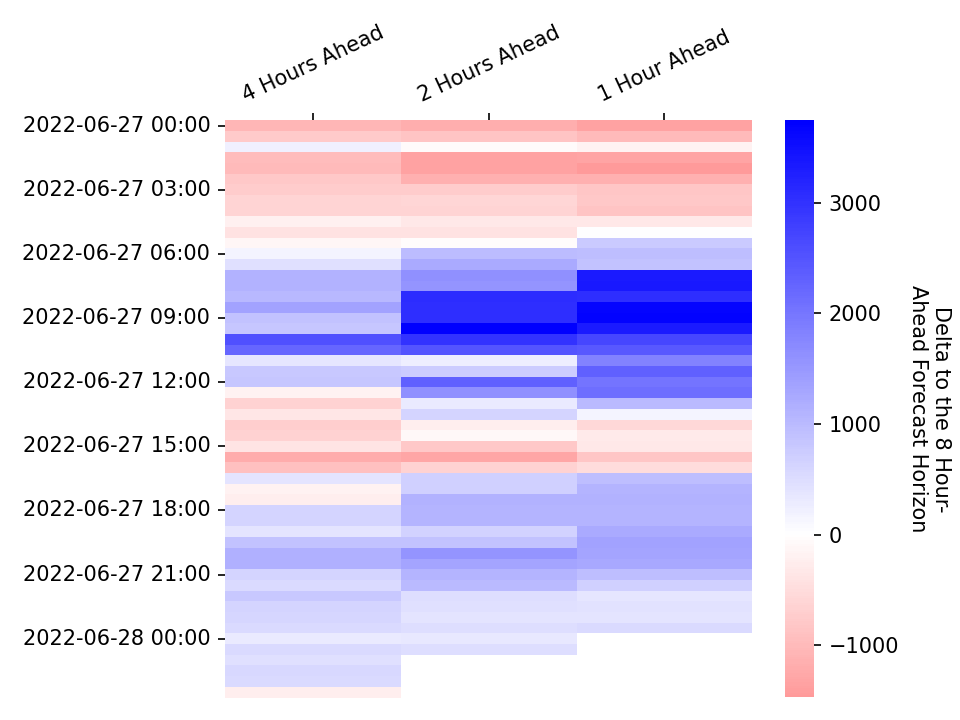 4 Hours Ahead
2 Hours Ahead
1 Hour Ahead
2022-06-27 00:00
2022-06-27 03:00
2022-06-27 06:00
2022-06-27 09:00
2022-06-27 12:00
2022-06-27 15:00
2022-06-27 18:00
2022-06-27 21:00
2022-06-28 00:00
3000
2000
1000
0
−1000
Delta to the 8 Hour-
Ahead Forecast Horizon